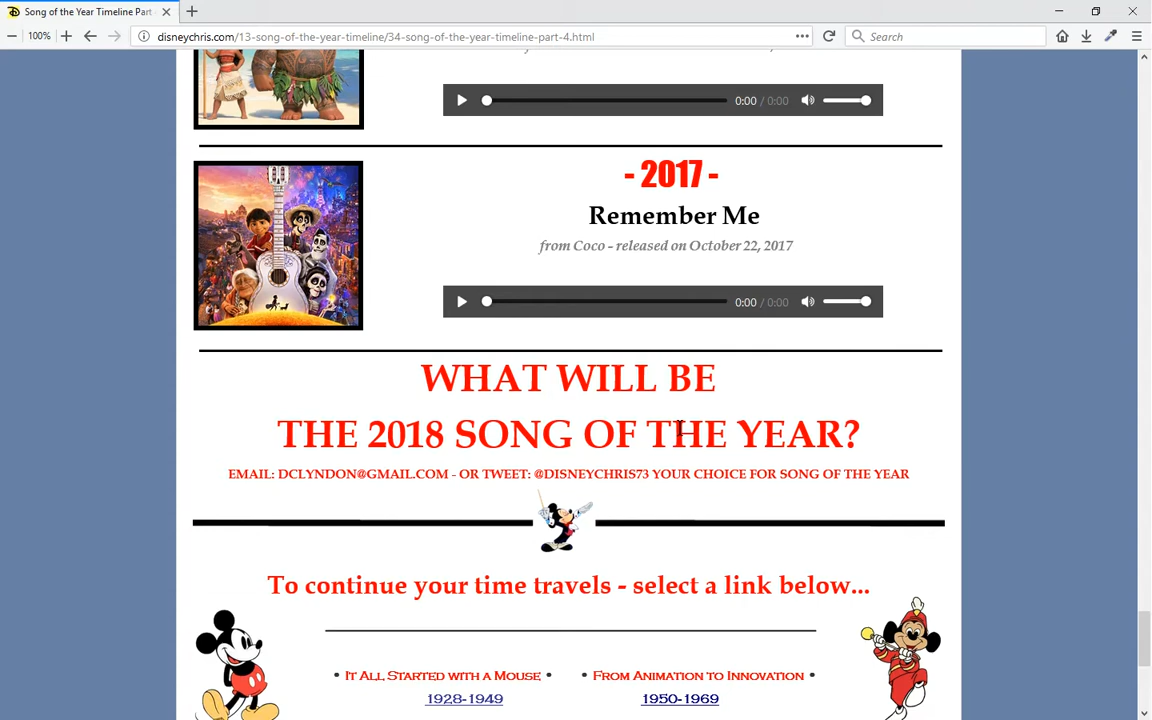 Song of the Year Timeline Part
100%
disneychris.com/13-song-of-the-year-timeline/34-song-of-the-year-timeline-part-4.html
Search
0:00 / 0:00
- 2017 -
Remember Me
from Coco - released on October 22, 2017
0:00 / 0:00
WHAT WILL BE
THE 2018 SONG OF THE YEAR?
EMAIL: DCLYNDON@GMAIL.COM - OR TWEET: @DISNEYCHRIS73 YOUR CHOICE FOR SONG OF THE YEAR
To continue your time travels - select a link below...
• It All Started with a Mouse •
• From Animation to Innovation •
1928-1949
1950-1969